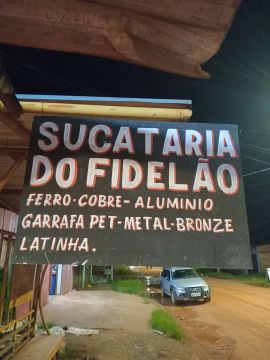 SUCATARIA
DO FIDELÃO
FERRO-COBRE-ALUMINIO
GARRAFA PET-METAL-BRONZE
LATINHA.